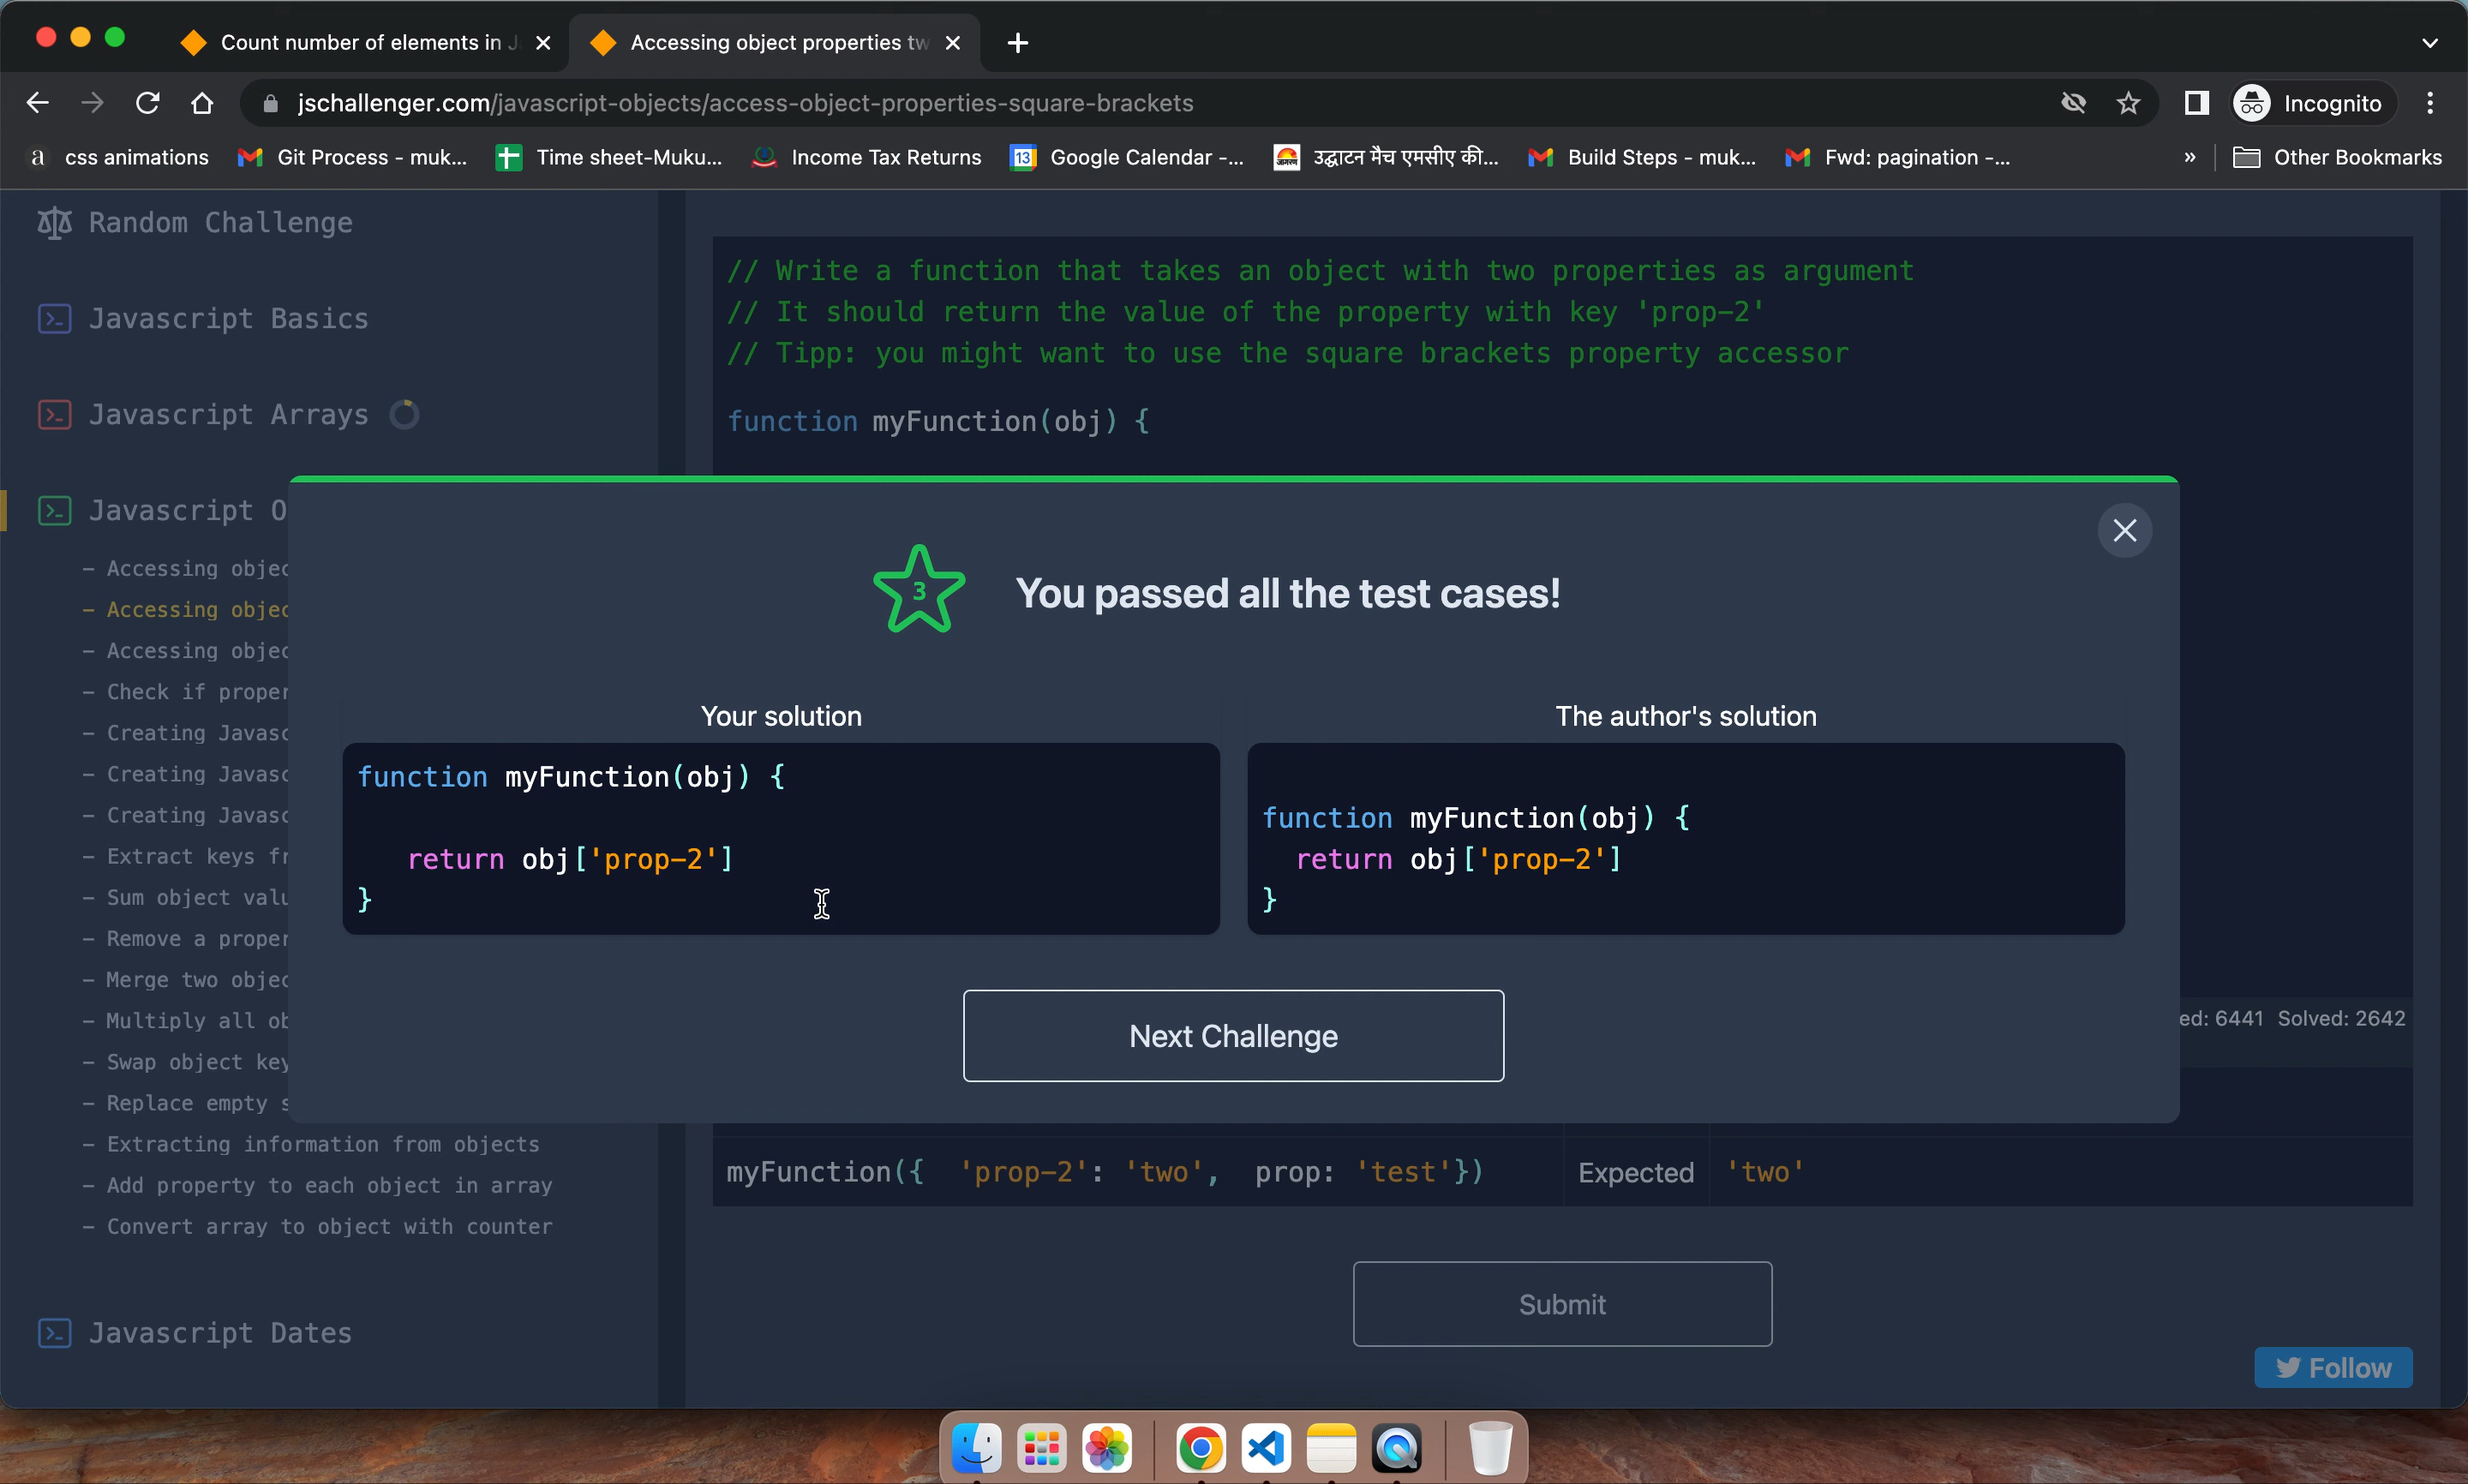 Count number of elements in J
Accessing object properties tw
jschallenger.com/javascript-objects/access-object-properties-square-brackets
Incognito
a css animations
Git Process - muk...
Time sheet-Muku...
Income Tax Returns
13 Google Calendar -...
उद्घाटन मैच एमसीए की...
Build Steps - muk...
Fwd: pagination -...
»
Other Bookmarks
Random Challenge
Javascript Basics
Javascript Arrays
Javascript O
- Accessing objec
- Accessing objec
- Accessing objec
- Check if proper
- Creating Javasc
- Creating Javasc
- Creating Javasc
- Extract keys fr
- Sum object valu
- Remove a proper
- Merge two objec
- Multiply all ob
- Swap object key
- Replace empty s
- Extracting information from objects
- Add property to each object in array
- Convert array to object with counter
Javascript Dates
// Write a function that takes an object with two properties as argument
// It should return the value of the property with key 'prop-2'
// Tipp: you might want to use the square brackets property accessor
function myFunction(obj) {
3
You passed all the test cases!
Your solution
function myFunction(obj) {
return obj['prop-2']
}
The author's solution
function myFunction(obj) {
return obj['prop-2']
}
Next Challenge
ed: 6441 Solved: 2642
myFunction({ 'prop-2': 'two', prop: 'test'}) Expected 'two'
Submit
Follow